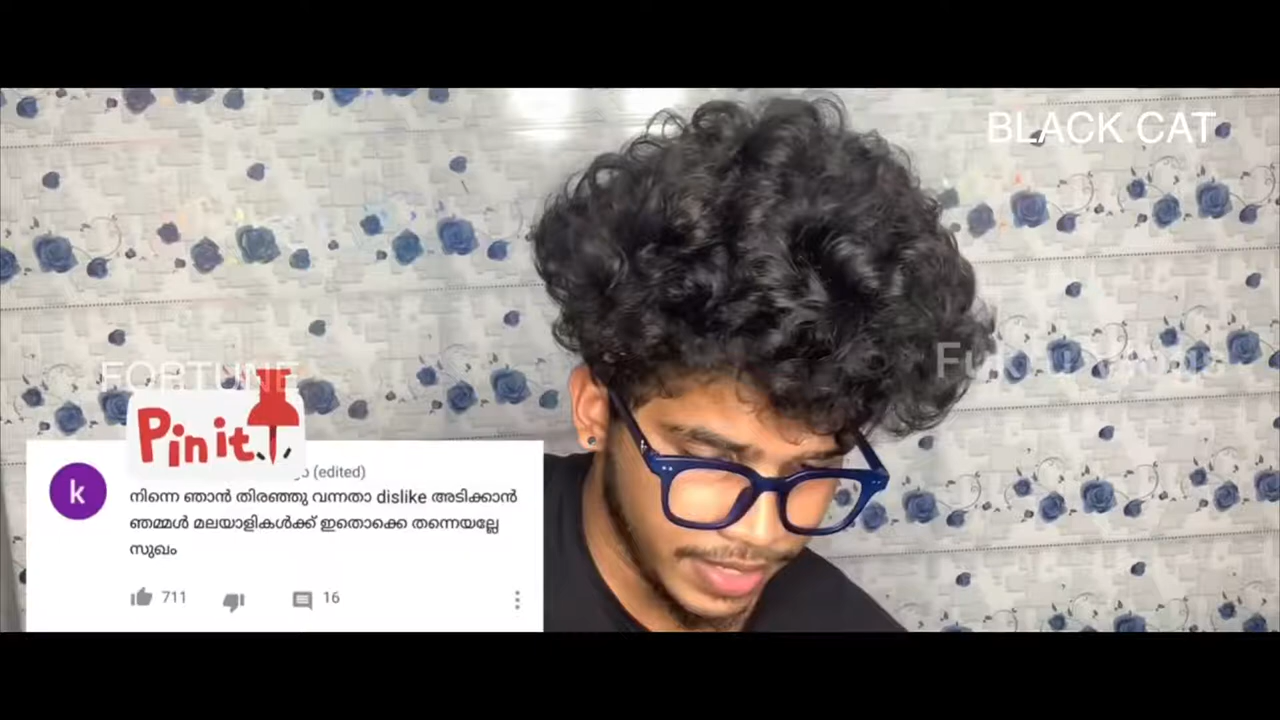 BLACK CAT
FORTUNE
Pin it
k
(edited)
നിന്നെ ഞാൻ തിരഞ്ഞു വന്നതാ dislike അടിക്കാൻ
ഞമ്മൾ മലയാളികൾക്ക് ഇതൊക്കെ തന്നെയല്ലേ
സുഖം
711
16